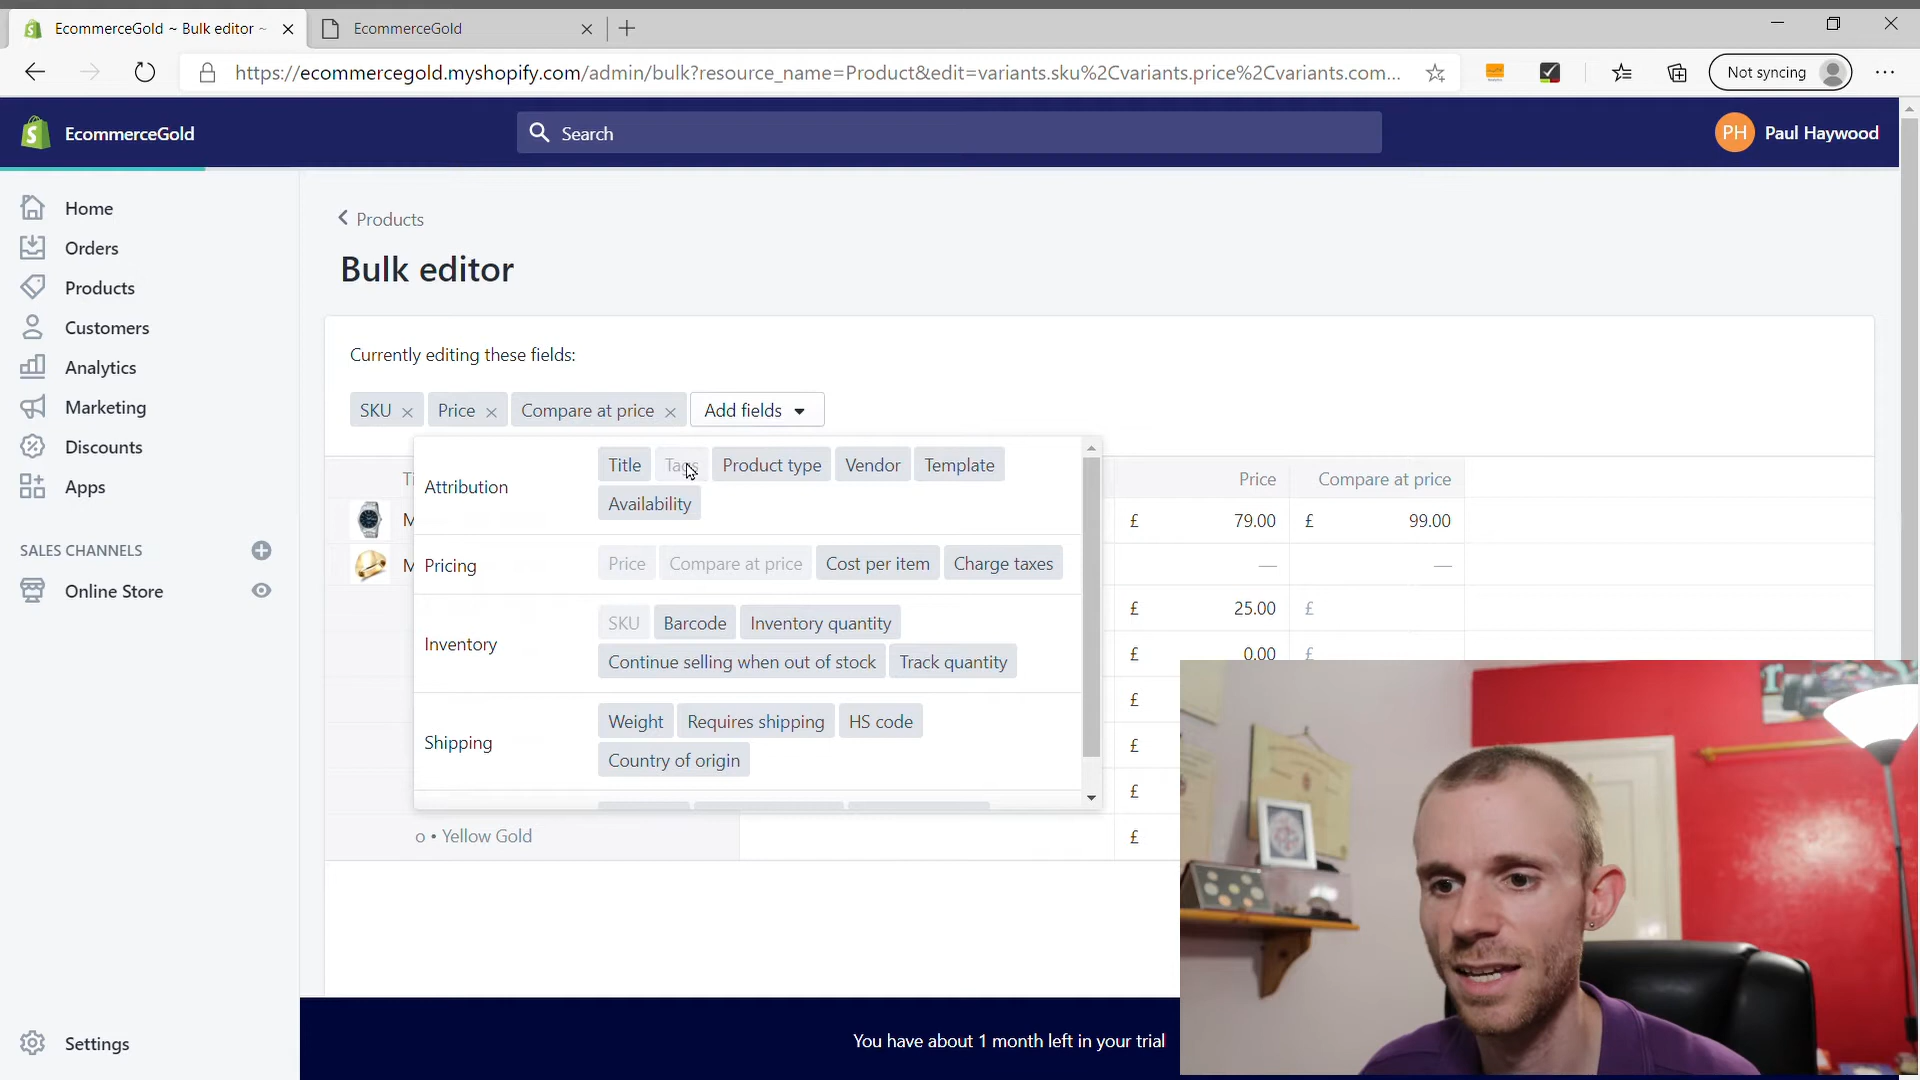 EcommerceGold ~ Bulk editor ~
EcommerceGold
https://ecommercegold.myshopify.com/admin/bulk?resource_name=Product&edit=variants.sku%2Cvariants.price%2Cvariants.com...
Not syncing
EcommerceGold
Search
PH Paul Haywood
Home
Orders
Products
Customers
Analytics
Marketing
Discounts
Apps
SALES CHANNELS
Online Store
Settings
Products
Bulk editor
Currently editing these fields:
SKU Price Compare at price Add fields
Attribution
Title Tags Product type Vendor Template
Availability
Pricing
Price Compare at price Cost per item Charge taxes
Inventory
SKU Barcode Inventory quantity
Continue selling when out of stock Track quantity
Shipping
Weight Requires shipping HS code
Country of origin
Ti Price Compare at price
M £ 79.00 £ 99.00
M — —
£ 25.00 £
£ 0.00 £
£
£
£
o • Yellow Gold £
You have about 1 month left in your trial